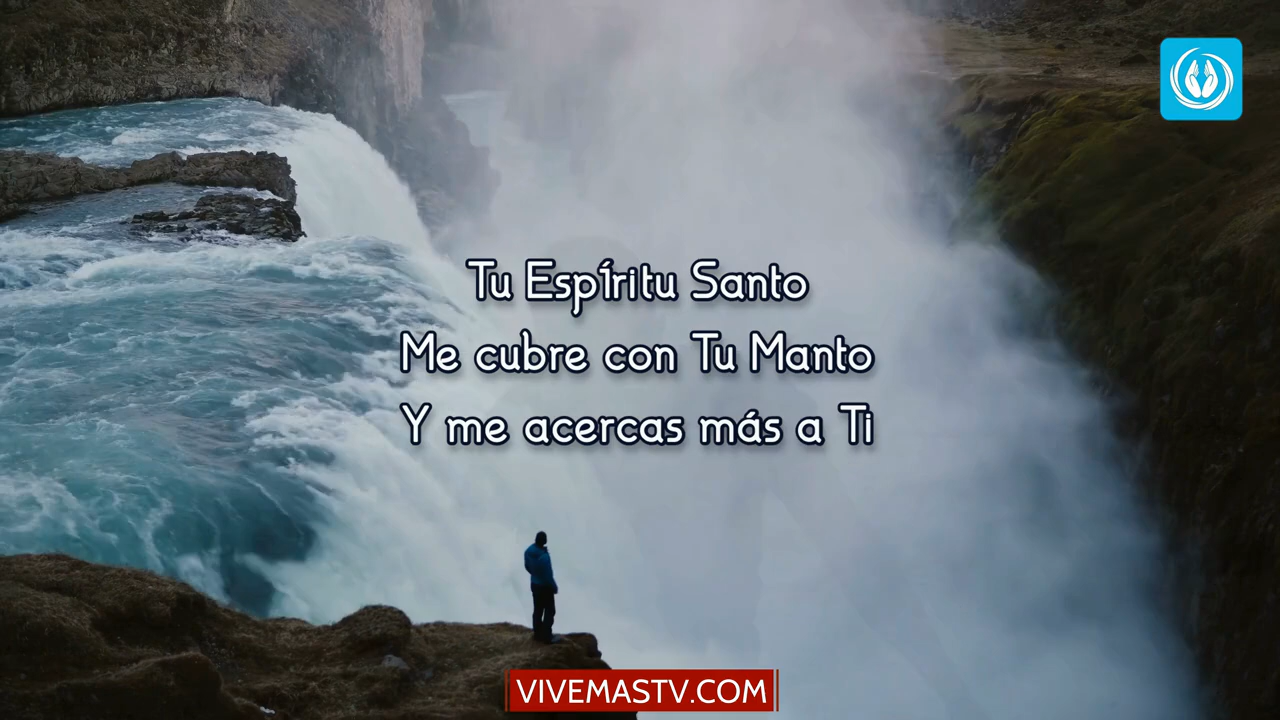 Tu Espíritu Santo
Me cubre con Tu Manto
Y me acercas más a Ti
VIVEMASTV.COM